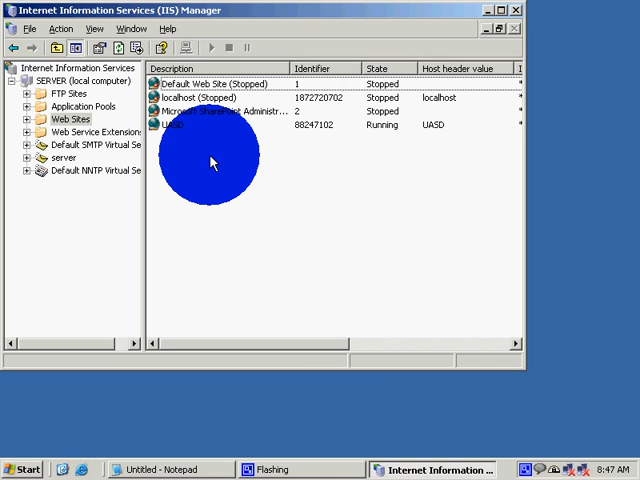 Internet Information Services (IIS) Manager
File Action View Window Help
Internet Information Services
SERVER (local computer)
FTP Sites
Application Pools
Web Sites
Web Service Extensions
Default SMTP Virtual Se
server
Default NNTP Virtual Se
Description Identifier State Host header value I
Default Web Site (Stopped) 1 Stopped *
localhost (Stopped) 1872720702 Stopped localhost *
Microsoft SharePoint Administr... 2 Stopped *
UASD 88247102 Running UASD *
Start Untitled - Notepad Flashing Internet Information ... 8:47 AM